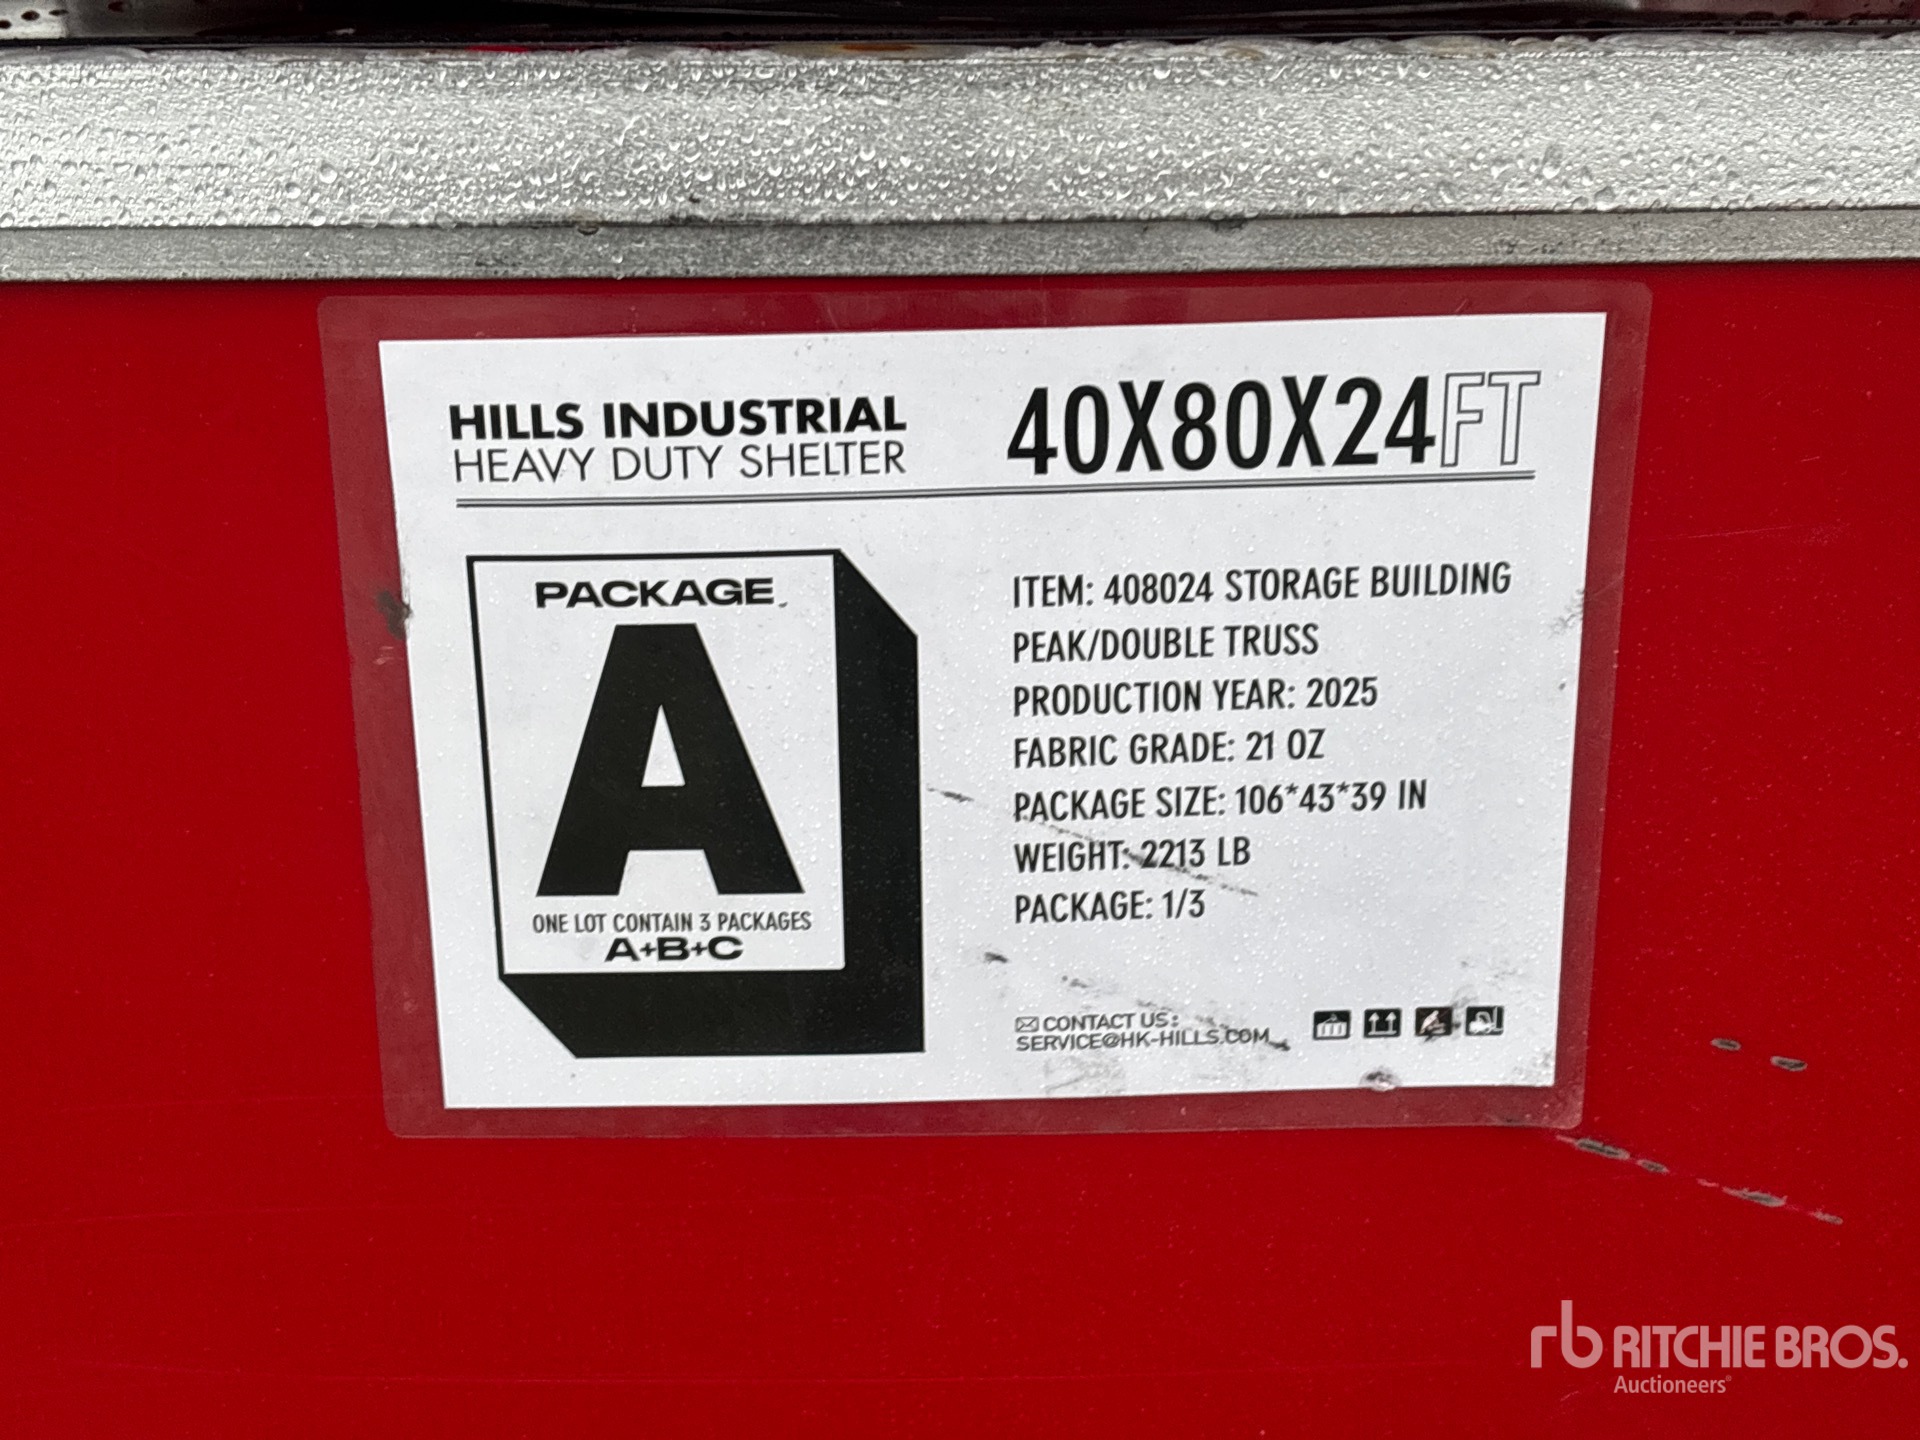 HILLS INDUSTRIAL
HEAVY DUTY SHELTER
40X80X24FT
PACKAGE
A
ONE LOT CONTAIN 3 PACKAGES
A+B+C
ITEM: 408024 STORAGE BUILDING
PEAK/DOUBLE TRUSS
PRODUCTION YEAR: 2025
FABRIC GRADE: 21 OZ
PACKAGE SIZE: 106*43*39 IN
WEIGHT: 2213 LB
PACKAGE: 1/3
CONTACT US:
SERVICE@HK-HILLS.COM
rb RITCHIE BROS.
Auctioneers®